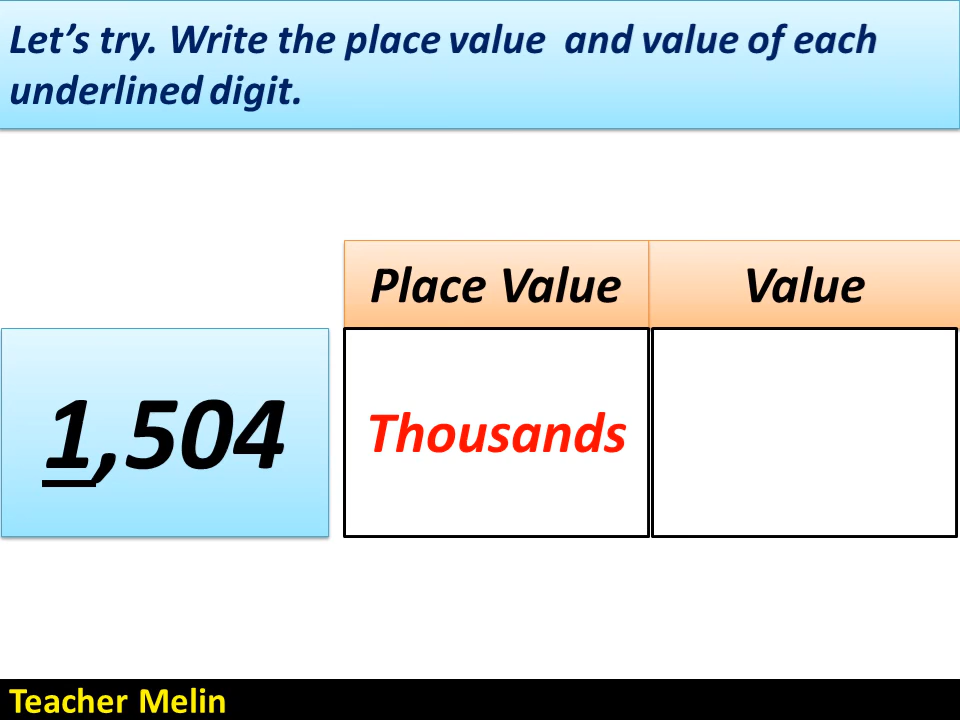 Let's try. Write the place value  and value of each
underlined digit.
Place Value
Value
1,504
Thousands
Teacher Melin